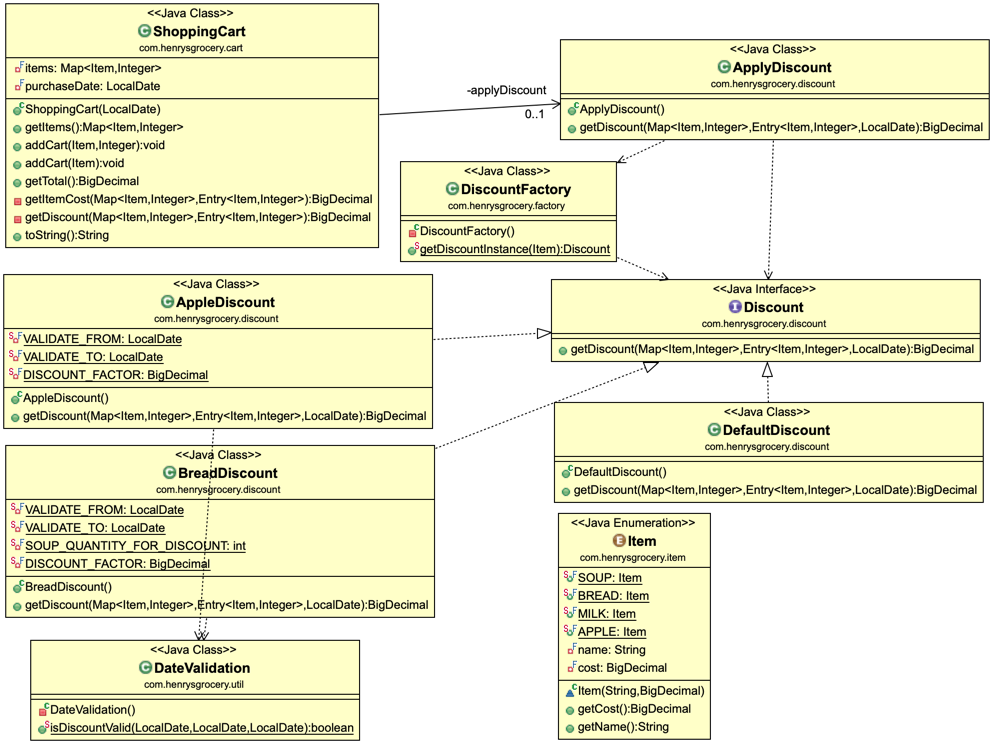 <<Java Class>>
ShoppingCart
com.henrysgrocery.cart
items: Map<Item,Integer>
purchaseDate: LocalDate
ShoppingCart(LocalDate)
getItems():Map<Item,Integer>
addCart(Item,Integer):void
addCart(Item):void
getTotal():BigDecimal
getItemCost(Map<Item,Integer>,Entry<Item,Integer>):BigDecimal
getDiscount(Map<Item,Integer>,Entry<Item,Integer>):BigDecimal
toString():String
-applyDiscount
0..1
<<Java Class>>
ApplyDiscount
com.henrysgrocery.discount
ApplyDiscount()
getDiscount(Map<Item,Integer>,Entry<Item,Integer>,LocalDate):BigDecimal
<<Java Class>>
DiscountFactory
com.henrysgrocery.factory
DiscountFactory()
getDiscountInstance(Item):Discount
<<Java Class>>
AppleDiscount
com.henrysgrocery.discount
VALIDATE_FROM: LocalDate
VALIDATE_TO: LocalDate
DISCOUNT_FACTOR: BigDecimal
AppleDiscount()
getDiscount(Map<Item,Integer>,Entry<Item,Integer>,LocalDate):BigDecimal
<<Java Interface>>
Discount
com.henrysgrocery.discount
getDiscount(Map<Item,Integer>,Entry<Item,Integer>,LocalDate):BigDecimal
<<Java Class>>
DefaultDiscount
com.henrysgrocery.discount
DefaultDiscount()
getDiscount(Map<Item,Integer>,Entry<Item,Integer>,LocalDate):BigDecimal
<<Java Class>>
BreadDiscount
com.henrysgrocery.discount
VALIDATE_FROM: LocalDate
VALIDATE_TO: LocalDate
SOUP_QUANTITY_FOR_DISCOUNT: int
DISCOUNT_FACTOR: BigDecimal
BreadDiscount()
getDiscount(Map<Item,Integer>,Entry<Item,Integer>,LocalDate):BigDecimal
<<Java Class>>
DateValidation
com.henrysgrocery.util
DateValidation()
isDiscountValid(LocalDate,LocalDate,LocalDate):boolean
<<Java Enumeration>>
Item
com.henrysgrocery.item
SOUP: Item
BREAD: Item
MILK: Item
APPLE: Item
name: String
cost: BigDecimal
Item(String,BigDecimal)
getCost():BigDecimal
getName():String